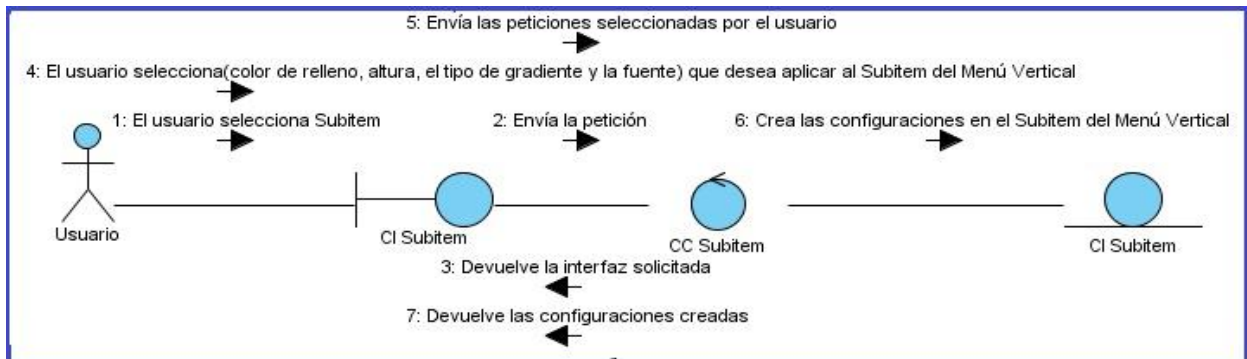 5: Envía las peticiones seleccionadas por el usuario
4: El usuario selecciona(color de relleno, altura, el tipo de gradiente y la fuente) que desea aplicar al Subitem del Menú Vertical
1: El usuario selecciona Subitem
2: Envía la petición
6: Crea las configuraciones en el Subitem del Menú Vertical
Usuario
CI Subitem
CC Subitem
CI Subitem
3: Devuelve la interfaz solicitada
7: Devuelve las configuraciones creadas